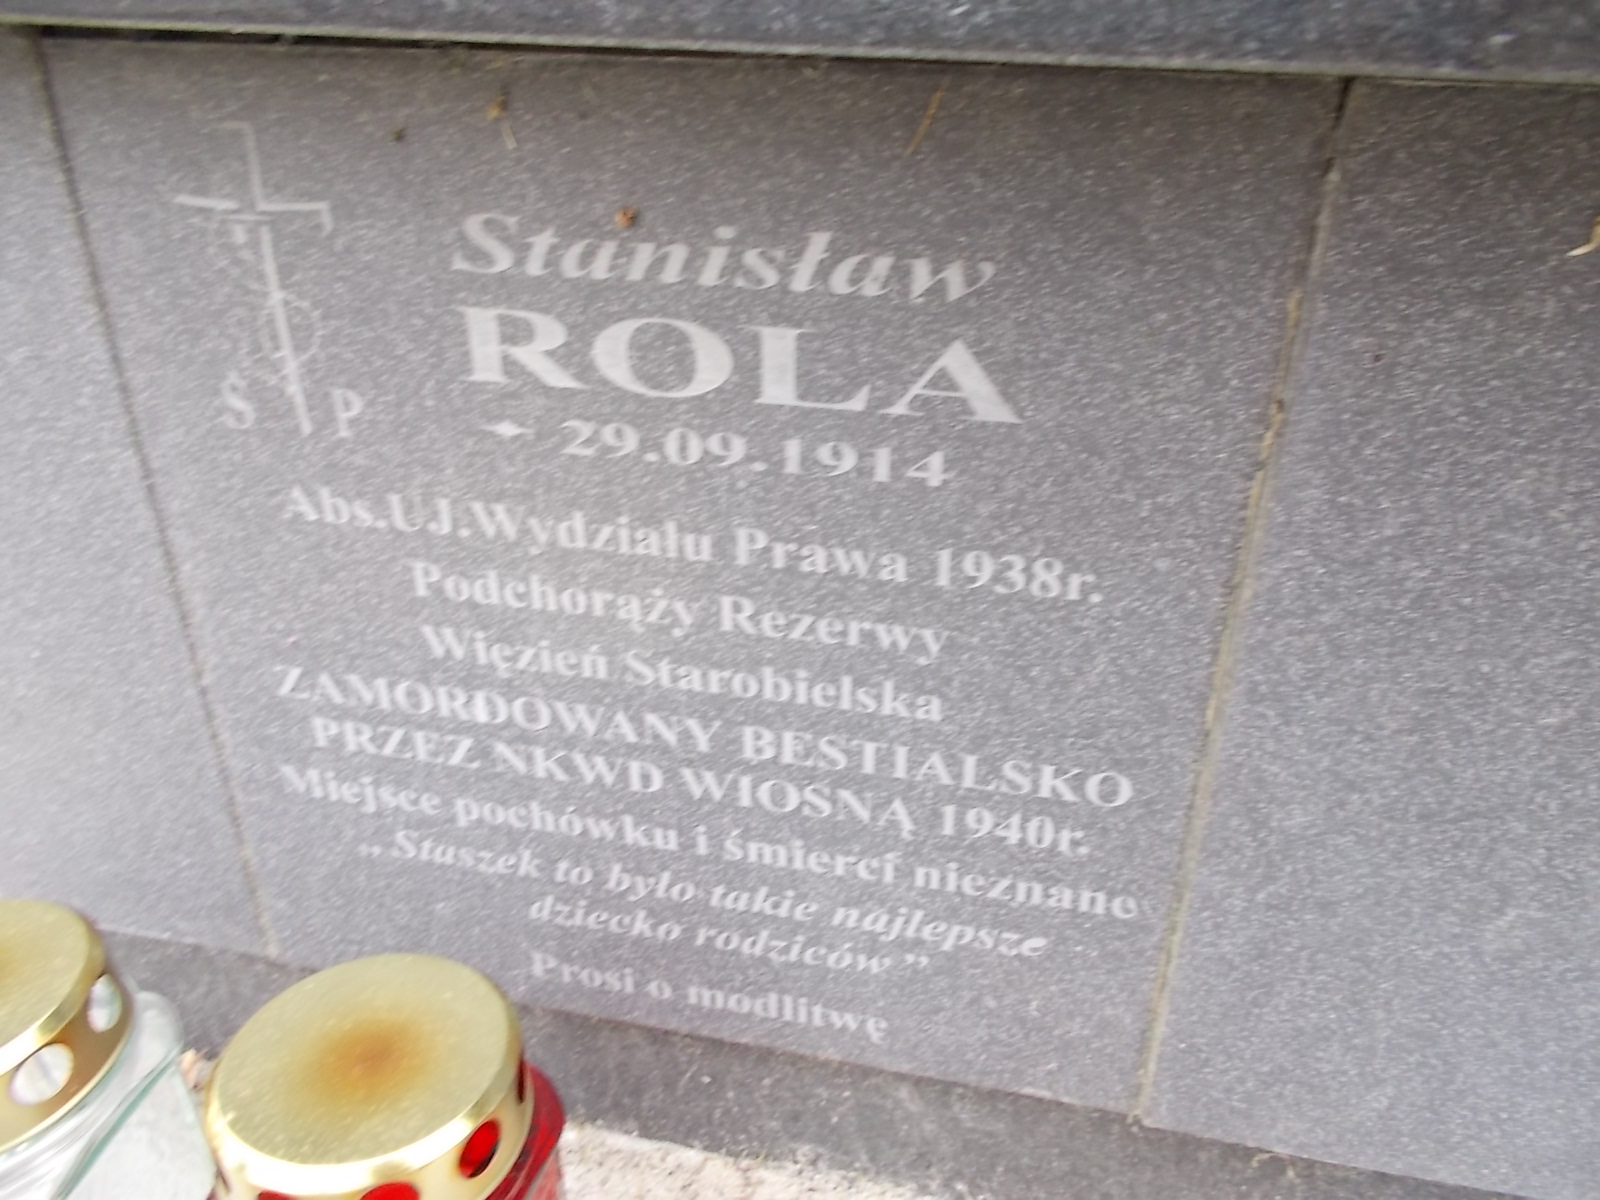 Stanisław
ROLA
S P
29.09.1914
Abs.U.J.Wydziału Prawa 1938r.
Podchorąży Rezerwy
Więzień Starobielska
ZAMORDOWANY BESTIALSKO
PRZEZ NKWD WIOSNĄ 1940r.
Miejsce pochówku i śmierci nieznane
„Staszek to było takie najlepsze
dziecko rodziców”
Prosi o modlitwę